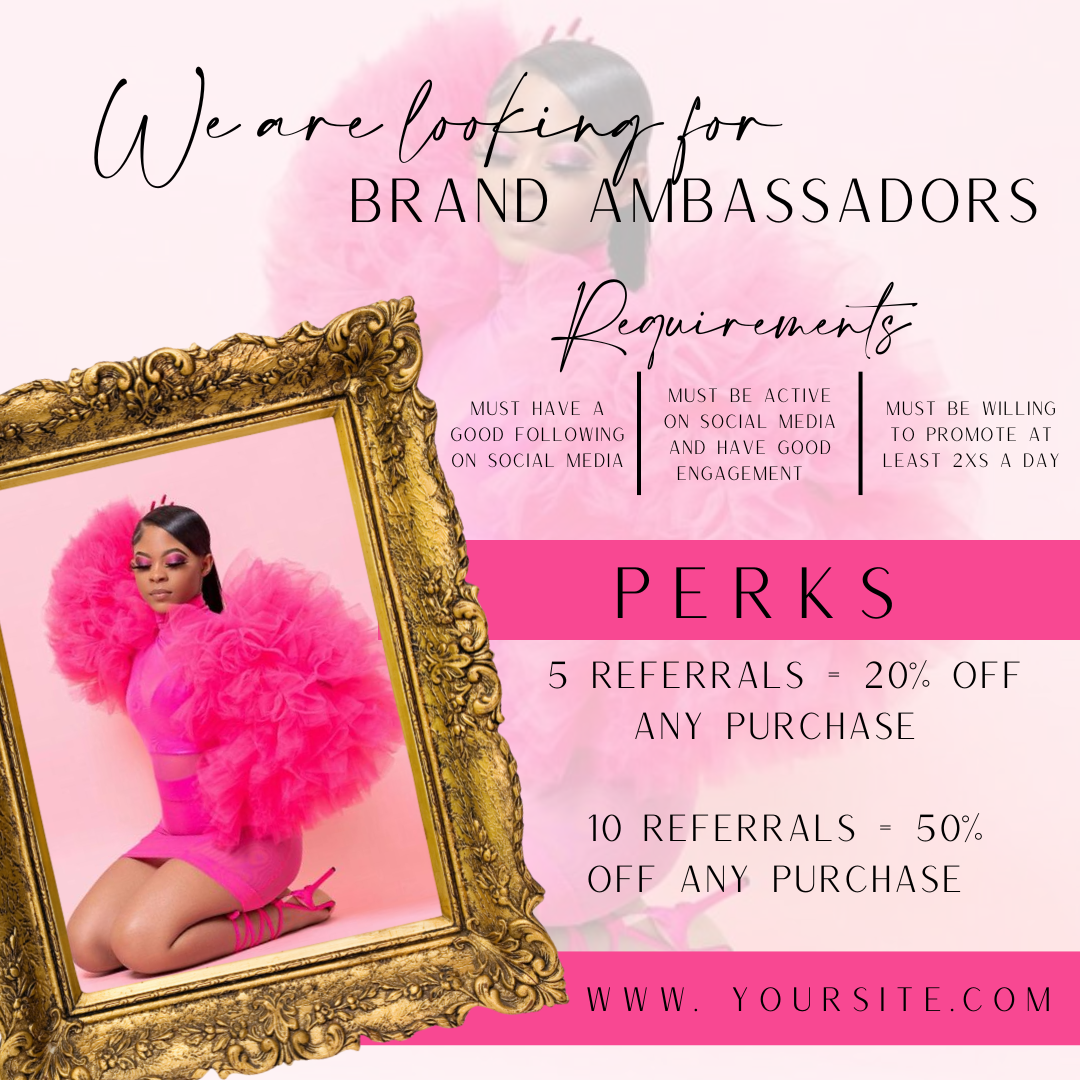 We are looking for
BRAND AMBASSADORS
Requirements
MUST HAVE A
GOOD FOLLOWING
ON SOCIAL MEDIA
MUST BE ACTIVE
ON SOCIAL MEDIA
AND HAVE GOOD
ENGAGEMENT
MUST BE WILLING
TO PROMOTE AT
LEAST 2XS A DAY
PERKS
5 REFERRALS = 20% OFF
ANY PURCHASE
10 REFERRALS = 50%
OFF ANY PURCHASE
WWW. YOURSITE.COM